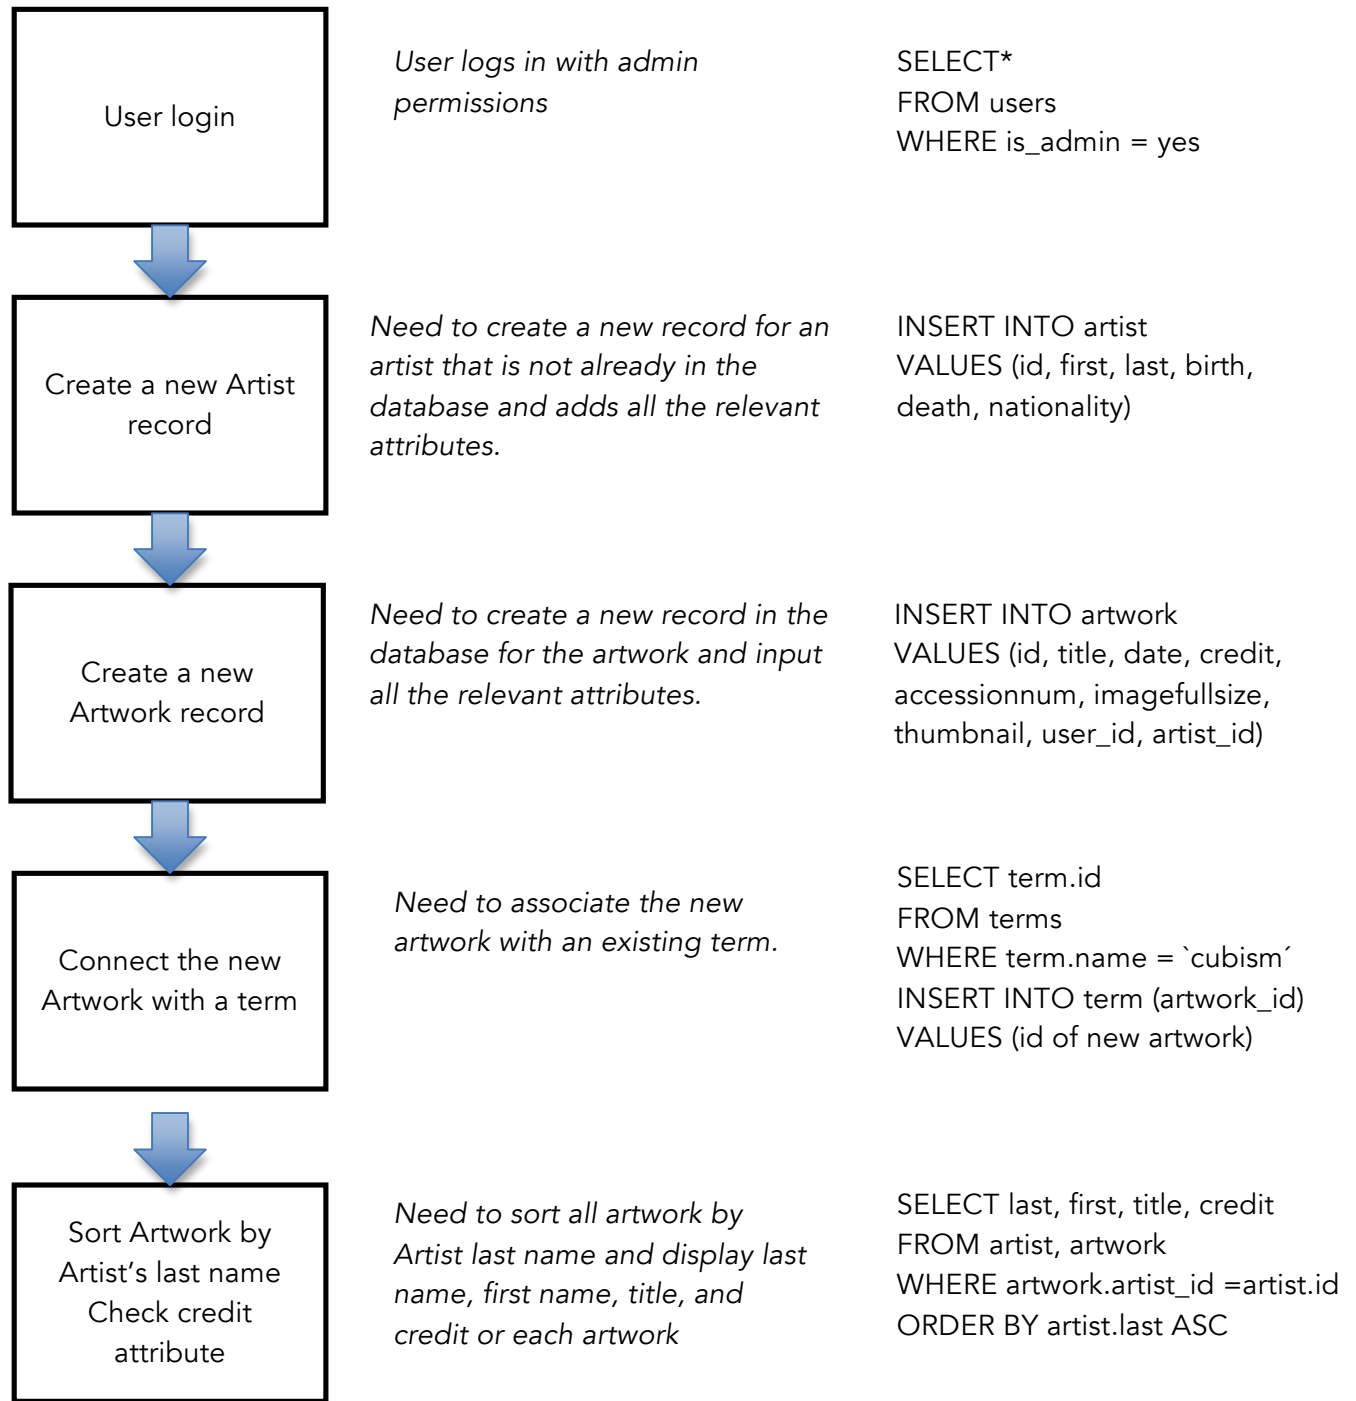 User login
User logs in with admin
permissions
SELECT*
FROM users
WHERE is_admin = yes
Create a new Artist
record
Need to create a new record for an
artist that is not already in the
database and adds all the relevant
attributes.
INSERT INTO artist
VALUES (id, first, last, birth,
death, nationality)
Create a new
Artwork record
Need to create a new record in the
database for the artwork and input
all the relevant attributes.
INSERT INTO artwork
VALUES (id, title, date, credit,
accessionnum, imagefullsize,
thumbnail, user_id, artist_id)
Connect the new
Artwork with a term
Need to associate the new
artwork with an existing term.
SELECT term.id
FROM terms
WHERE term.name = `cubism´
INSERT INTO term (artwork_id)
VALUES (id of new artwork)
Sort Artwork by
Artist’s last name
Check credit
attribute
Need to sort all artwork by
Artist last name and display last
name, first name, title, and
credit or each artwork
SELECT last, first, title, credit
FROM artist, artwork
WHERE artwork.artist_id =artist.id
ORDER BY artist.last ASC